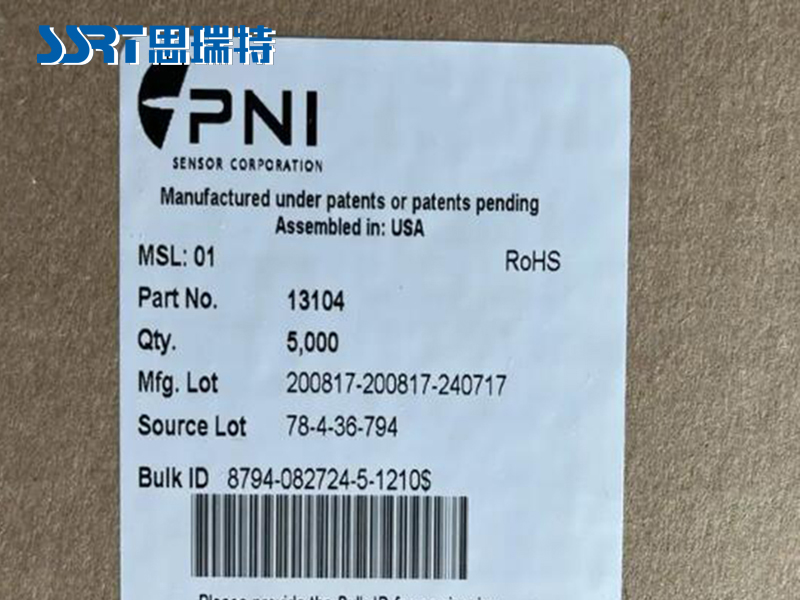 SSRT思瑞特
PNI
SENSOR CORPORATION
Manufactured under patents or patents pending
Assembled in: USA
MSL: 01 RoHS
Part No. 13104
Qty. 5,000
Mfg. Lot 200817-200817-240717
Source Lot 78-4-36-794
Bulk ID 8794-082724-5-1210$